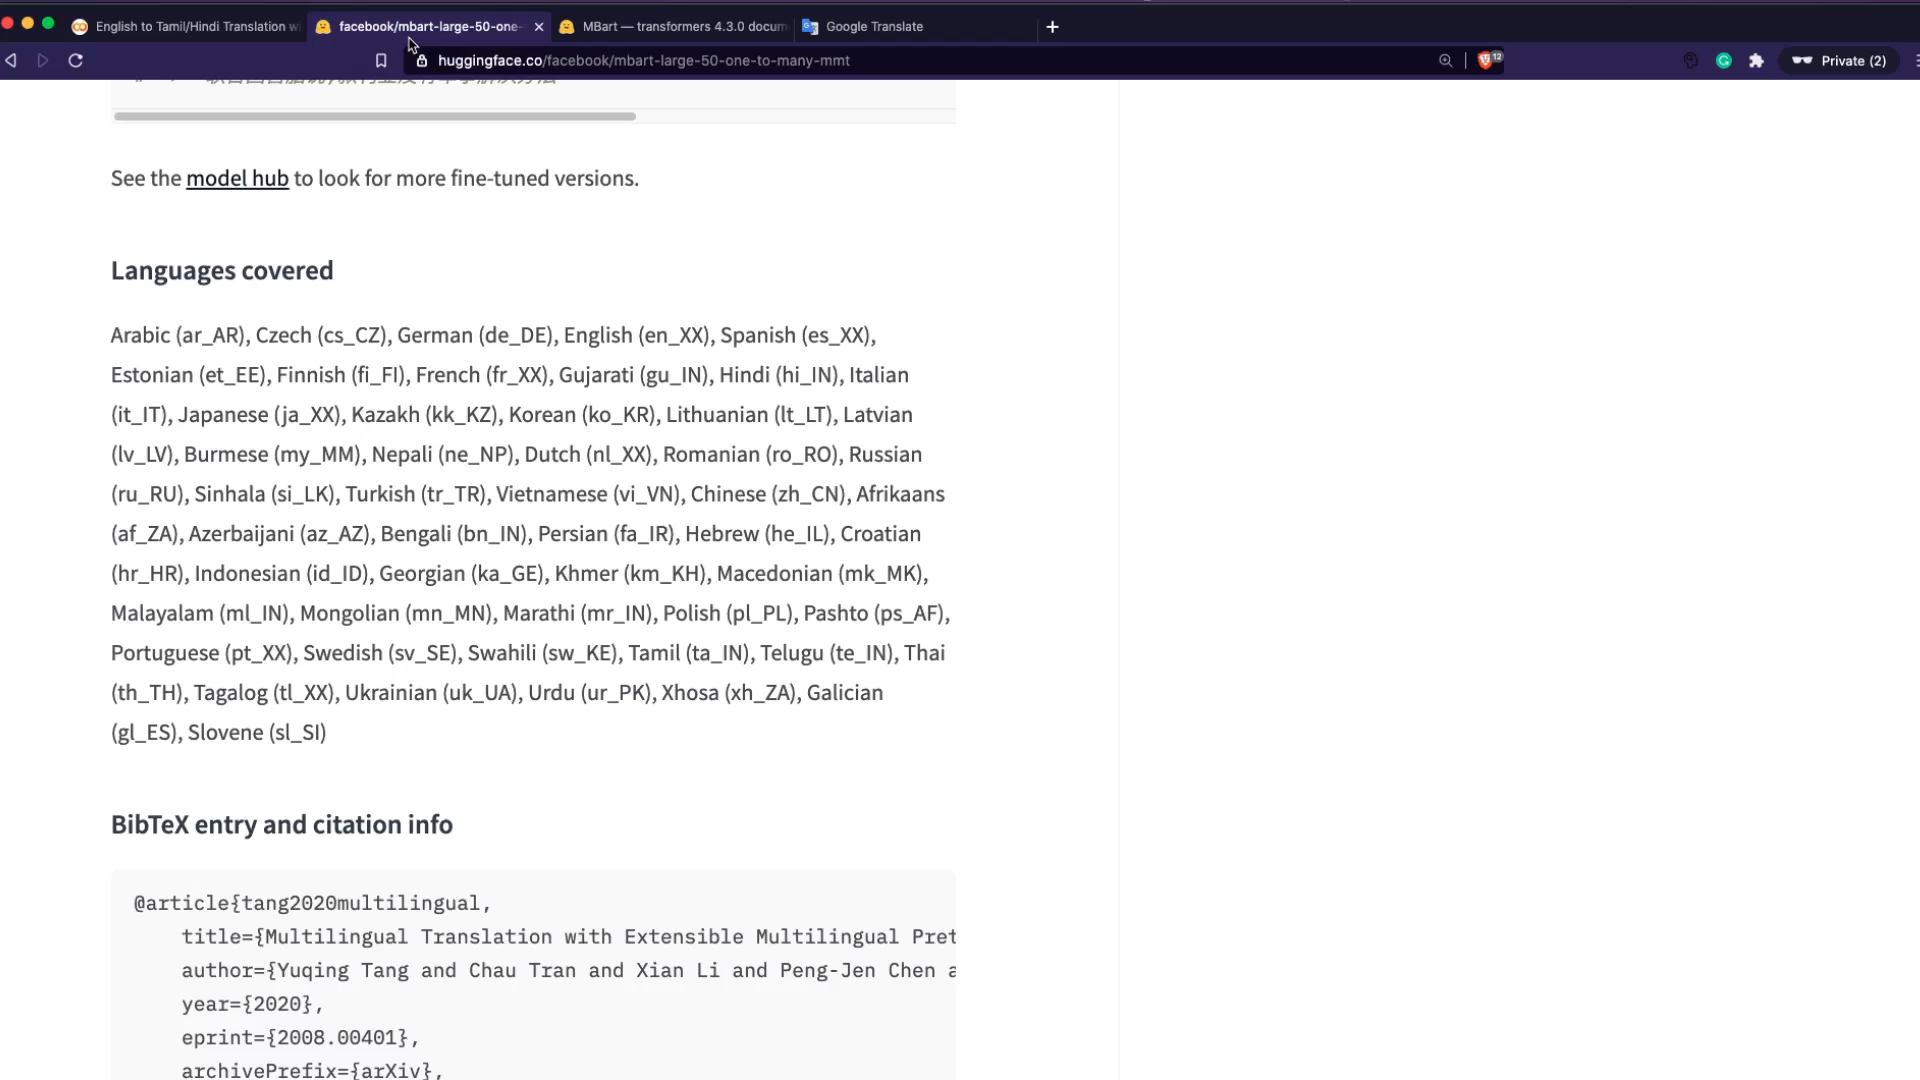 English to Tamil/Hindi Translation wi
facebook/mbart-large-50-one-
MBart — transformers 4.3.0 docum
Google Translate
huggingface.co/facebook/mbart-large-50-one-to-many-mmt
12
Private (2)
See the model hub to look for more fine-tuned versions.
Languages covered
Arabic (ar_AR), Czech (cs_CZ), German (de_DE), English (en_XX), Spanish (es_XX),
Estonian (et_EE), Finnish (fi_FI), French (fr_XX), Gujarati (gu_IN), Hindi (hi_IN), Italian
(it_IT), Japanese (ja_XX), Kazakh (kk_KZ), Korean (ko_KR), Lithuanian (lt_LT), Latvian
(lv_LV), Burmese (my_MM), Nepali (ne_NP), Dutch (nl_XX), Romanian (ro_RO), Russian
(ru_RU), Sinhala (si_LK), Turkish (tr_TR), Vietnamese (vi_VN), Chinese (zh_CN), Afrikaans
(af_ZA), Azerbaijani (az_AZ), Bengali (bn_IN), Persian (fa_IR), Hebrew (he_IL), Croatian
(hr_HR), Indonesian (id_ID), Georgian (ka_GE), Khmer (km_KH), Macedonian (mk_MK),
Malayalam (ml_IN), Mongolian (mn_MN), Marathi (mr_IN), Polish (pl_PL), Pashto (ps_AF),
Portuguese (pt_XX), Swedish (sv_SE), Swahili (sw_KE), Tamil (ta_IN), Telugu (te_IN), Thai
(th_TH), Tagalog (tl_XX), Ukrainian (uk_UA), Urdu (ur_PK), Xhosa (xh_ZA), Galician
(gl_ES), Slovene (sl_SI)
BibTeX entry and citation info
@article{tang2020multilingual,
title={Multilingual Translation with Extensible Multilingual Pret
author={Yuqing Tang and Chau Tran and Xian Li and Peng-Jen Chen a
year={2020},
eprint={2008.00401},
archivePrefix={arXiv},